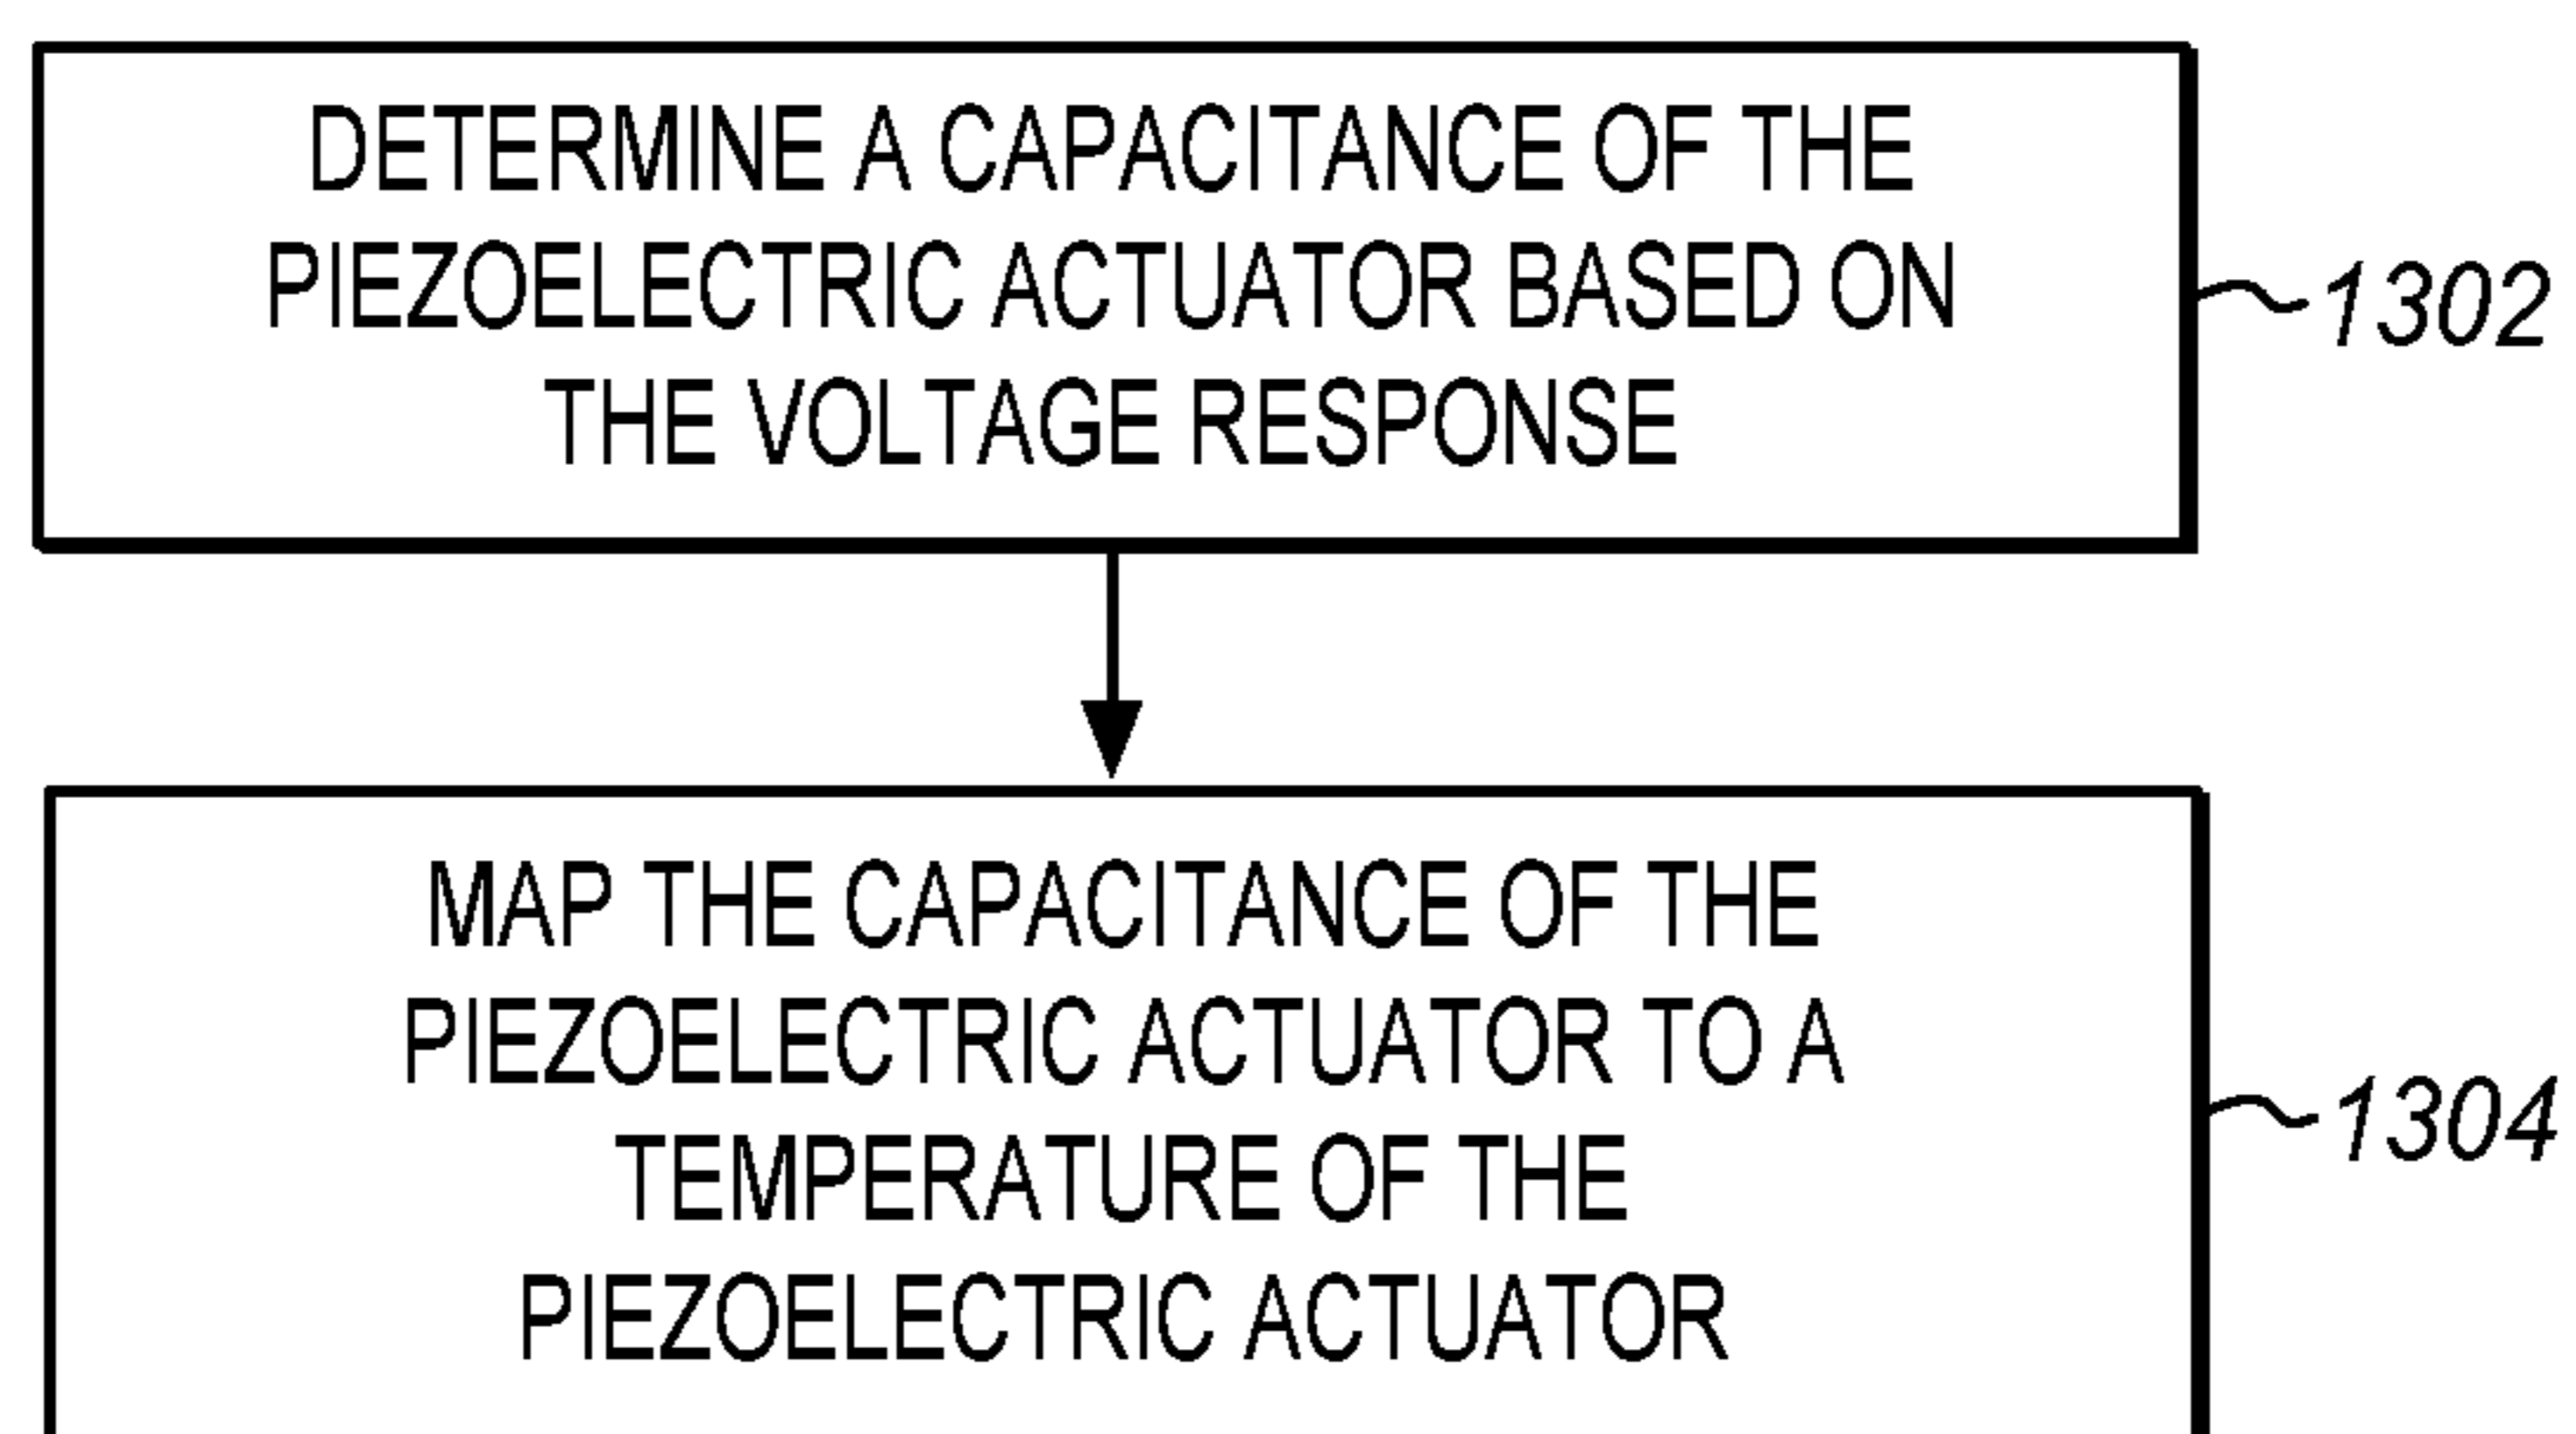 DETERMINE A CAPACITANCE OF THE
PIEZOELECTRIC ACTUATOR BASED ON
THE VOLTAGE RESPONSE
1302
MAP THE CAPACITANCE OF THE
PIEZOELECTRIC ACTUATOR TO A
TEMPERATURE OF THE
PIEZOELECTRIC ACTUATOR
1304